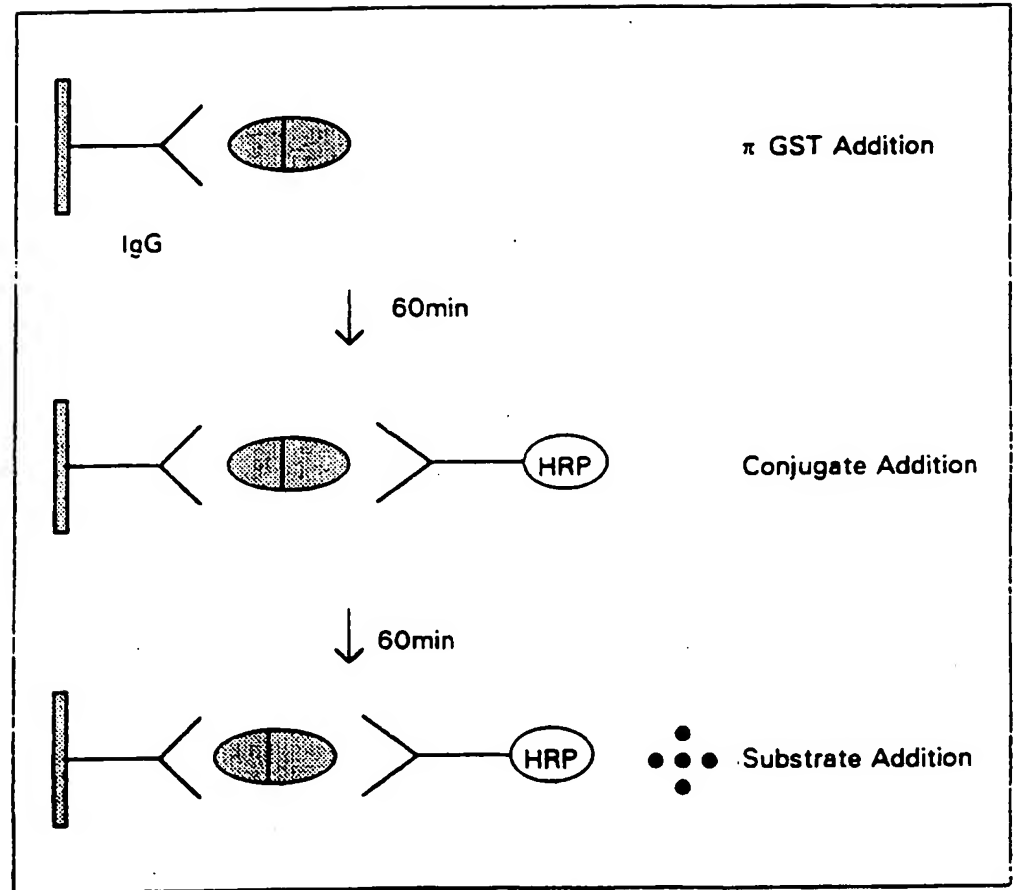 π GST Addition
IgG
60min
HRP
Conjugate Addition
60min
HRP
Substrate Addition